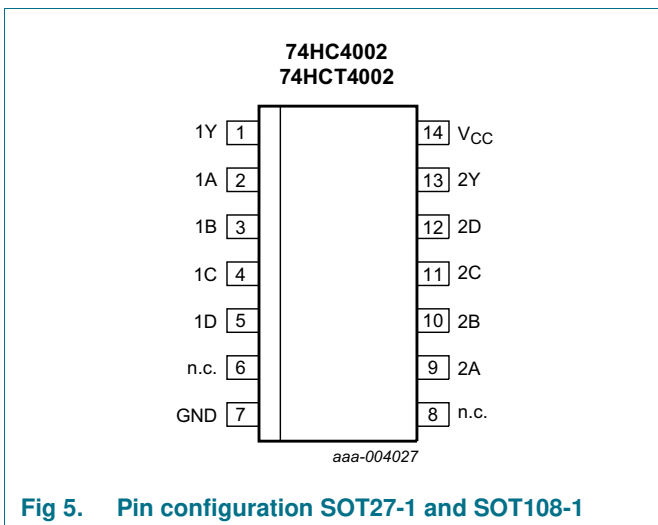 74HC4002
74HCT4002
1Y 1 14 VCC
1A 2 13 2Y
1B 3 12 2D
1C 4 11 2C
1D 5 10 2B
n.c. 6 9 2A
GND 7 8 n.c.
aaa-004027
Fig 5. Pin configuration SOT27-1 and SOT108-1